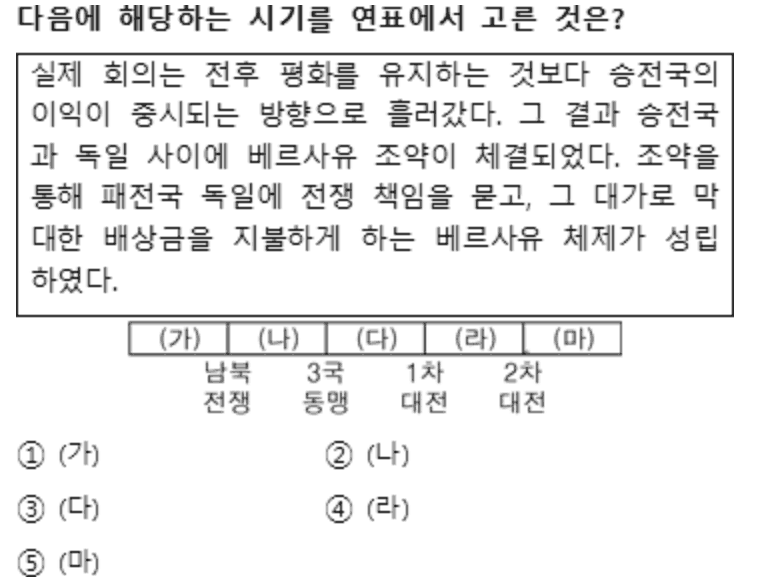 다음에 해당하는 시기를 연표에서 고른 것은?
실제 회의는 전후 평화를 유지하는 것보다 승전국의
이익이 중시되는 방향으로 흘러갔다. 그 결과 승전국
과 독일 사이에 베르사유 조약이 체결되었다. 조약을
통해 패전국 독일에 전쟁 책임을 묻고, 그 대가로 막
대한 배상금을 지불하게 하는 베르사유 체제가 성립
하였다.
(가) (나) (다) (라) (마)
남북 3국 1차 2차
전쟁 동맹 대전 대전
① (가) ② (나)
③ (다) ④ (라)
⑤ (마)